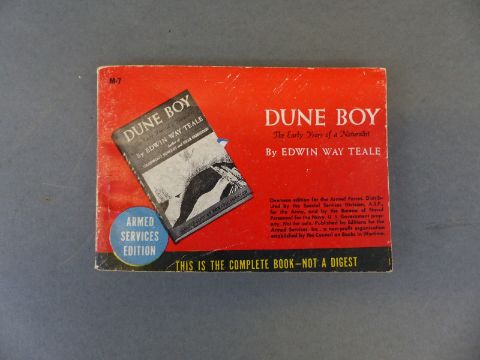 M-7
DUNE BOY
The Early Years of a Naturalist
By EDWIN WAY TEALE
DUNE BOY
By EDWIN WAY TEALE
author of
ARMED
SERVICES
EDITION
Overseas edition for the Armed Forces. Distrib-
uted by the Special Services Division, A.S.F.,
for the Army, and by the Bureau of Naval
Personnel for the Navy. U. S. Government prop-
erty. Not for sale. Published by Editions for the
Armed Services, Inc., a non-profit organization
established by the Council on Books in Wartime.
THIS IS THE COMPLETE BOOK—NOT A DIGEST